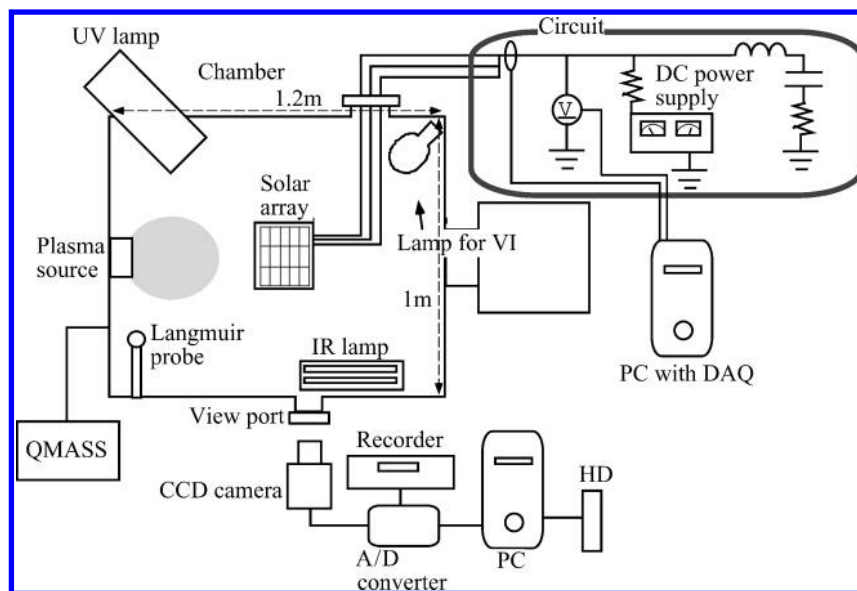 UV lamp
Circuit
Chamber
1.2m
DC power
supply
V
Solar
array
Lamp for VI
Plasma
source
1m
Langmuir
probe
IR lamp
PC with DAQ
View port
QMASS
Recorder
CCD camera
HD
A/D
converter
PC